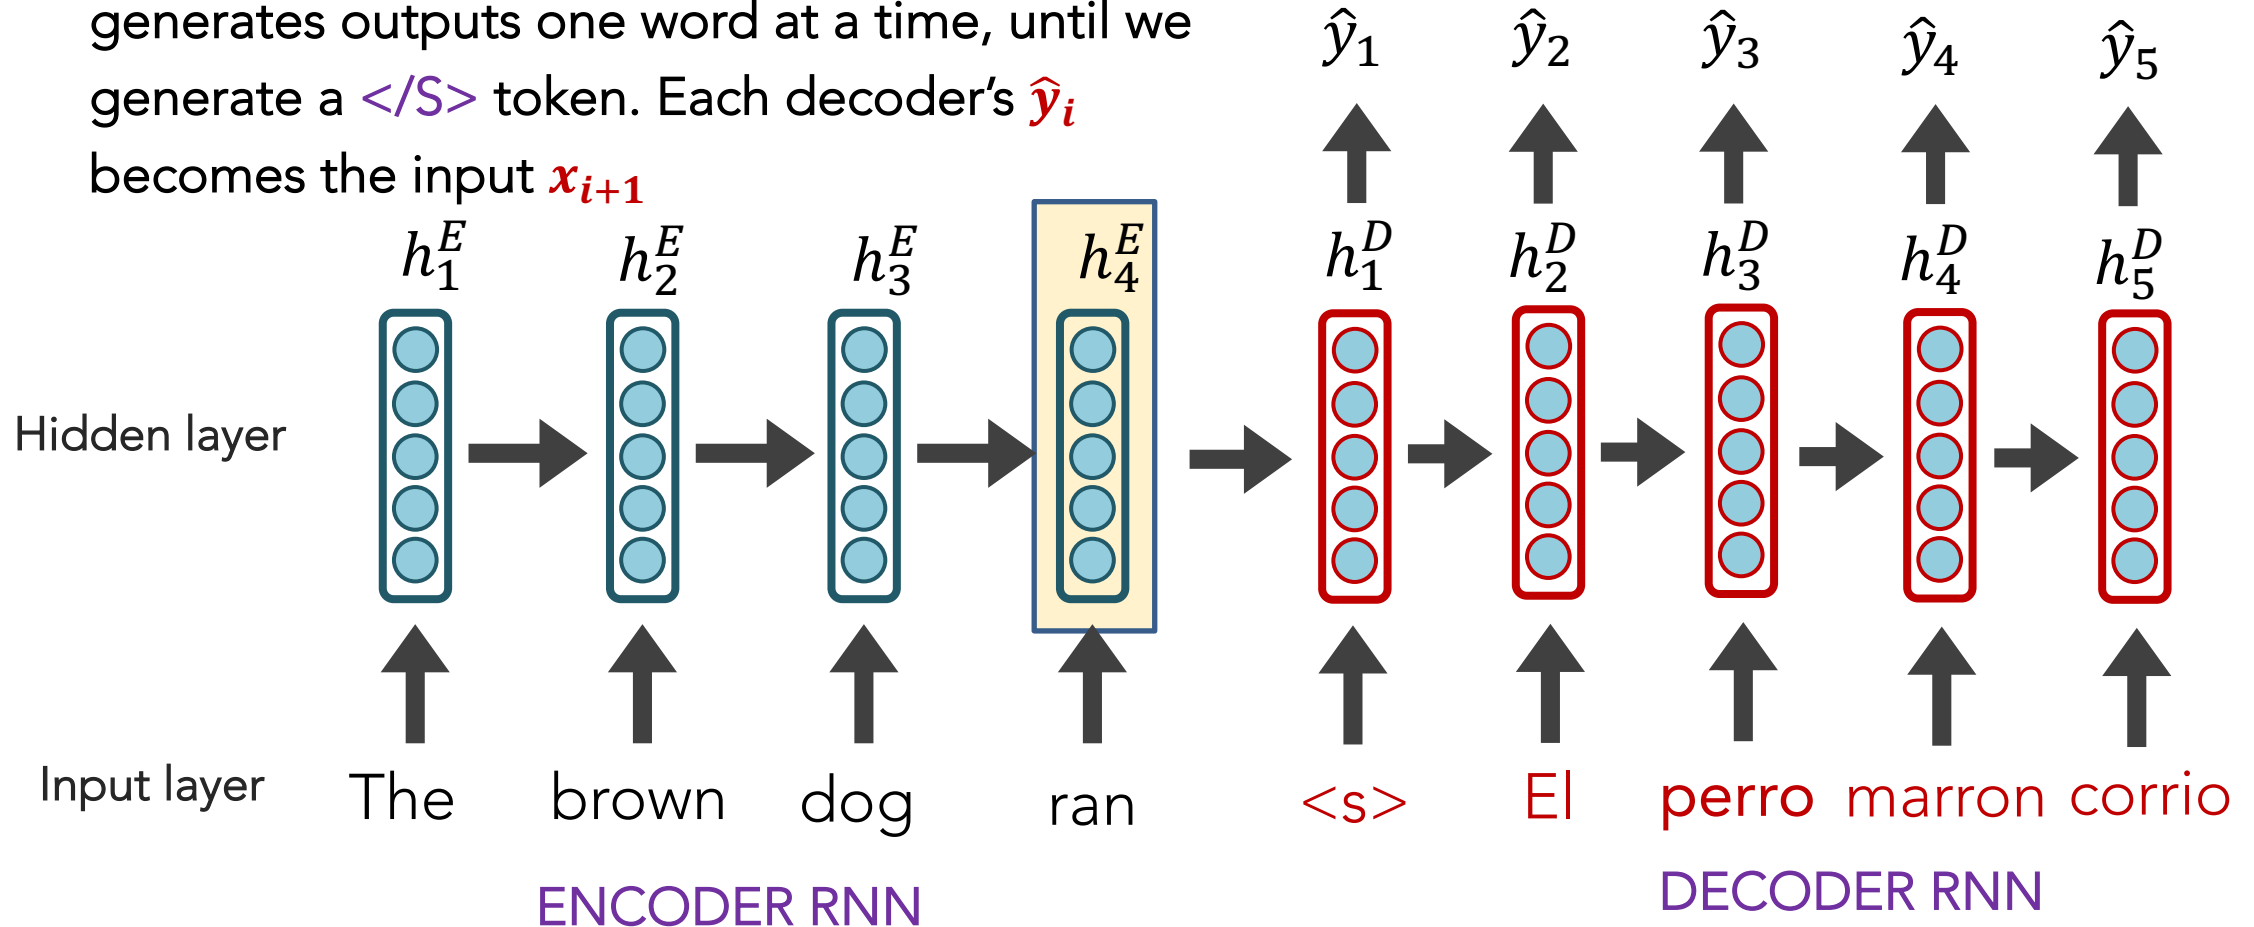 generates outputs one word at a time, until we
generate a </S> token. Each decoder's ŷᵢ
becomes the input xᵢ₊₁
ŷ₁ ŷ₂ ŷ₃ ŷ₄ ŷ₅
h₁ᴱ h₂ᴱ h₃ᴱ h₄ᴱ h₁ᴰ h₂ᴰ h₃ᴰ h₄ᴰ h₅ᴰ
Hidden layer
Input layer The brown dog ran <s> El perro marron corrio
ENCODER RNN DECODER RNN